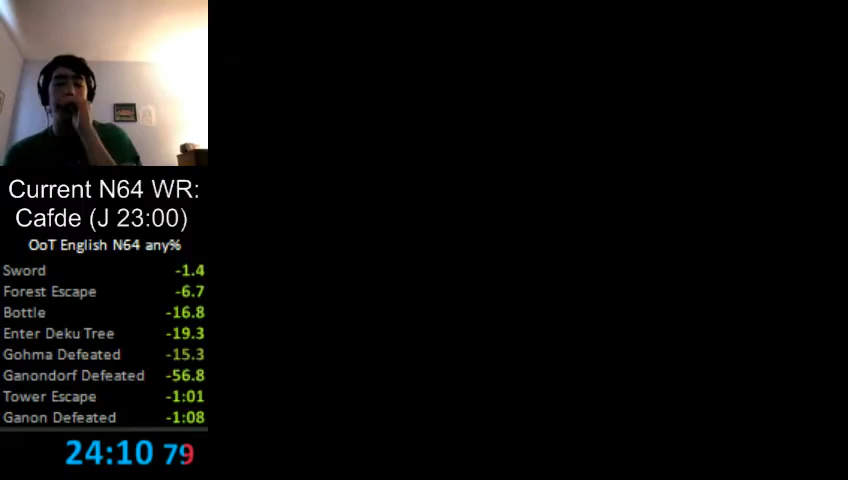 Current N64 WR:
Cafde (J 23:00)
OoT English N64 any%
Sword -1.4
Forest Escape -6.7
Bottle -16.8
Enter Deku Tree -19.3
Gohma Defeated -15.3
Ganondorf Defeated -56.8
Tower Escape -1:01
Ganon Defeated -1:08
24:10 79